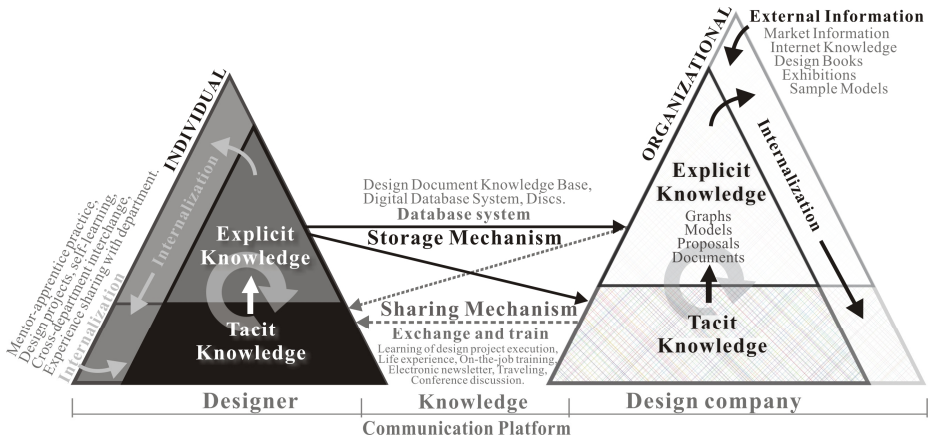 INDIVIDUAL
Mentor-apprentice practice,
Design projects, self-learning,
Cross-department interchange,
Experience sharing with department.
Internalization
Internalization
Explicit
Knowledge
Tacit
Knowledge
Design Document Knowledge Base,
Digital Database System, Discs.
Database system
Storage Mechanism
Sharing Mechanism
Exchange and train
Learning of design project execution,
Life experience, On-the-job training,
Electronic newsletter, Traveling,
Conference discussion.
ORGANIZATIONAL
External Information
Market Information
Internet Knowledge
Design Books
Exhibitions
Sample Models
Internalization
Explicit
Knowledge
Graphs
Models
Proposals
Documents
Tacit
Knowledge
Designer
Knowledge
Design company
Communication Platform